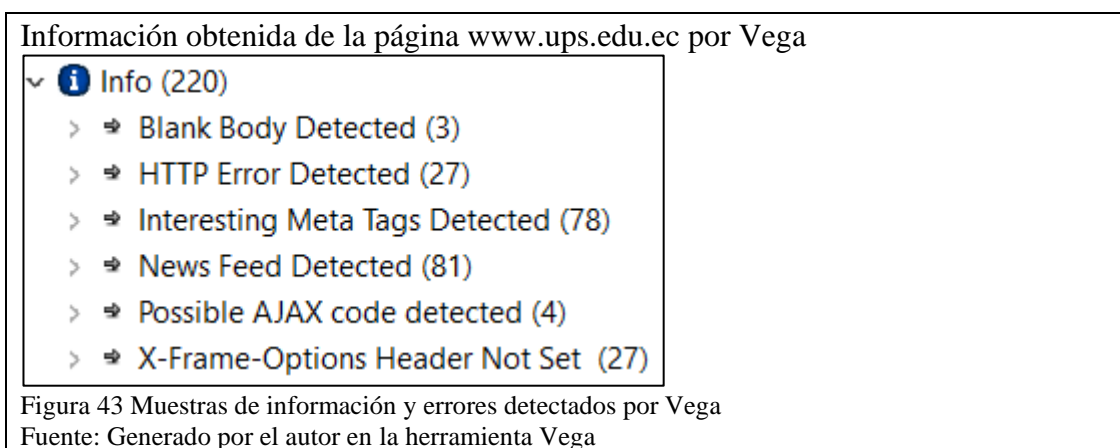 Información obtenida de la página www.ups.edu.ec por Vega
Info (220)
Blank Body Detected (3)
HTTP Error Detected (27)
Interesting Meta Tags Detected (78)
News Feed Detected (81)
Possible AJAX code detected (4)
X-Frame-Options Header Not Set (27)
Figura 43 Muestras de información y errores detectados por Vega
Fuente: Generado por el autor en la herramienta Vega